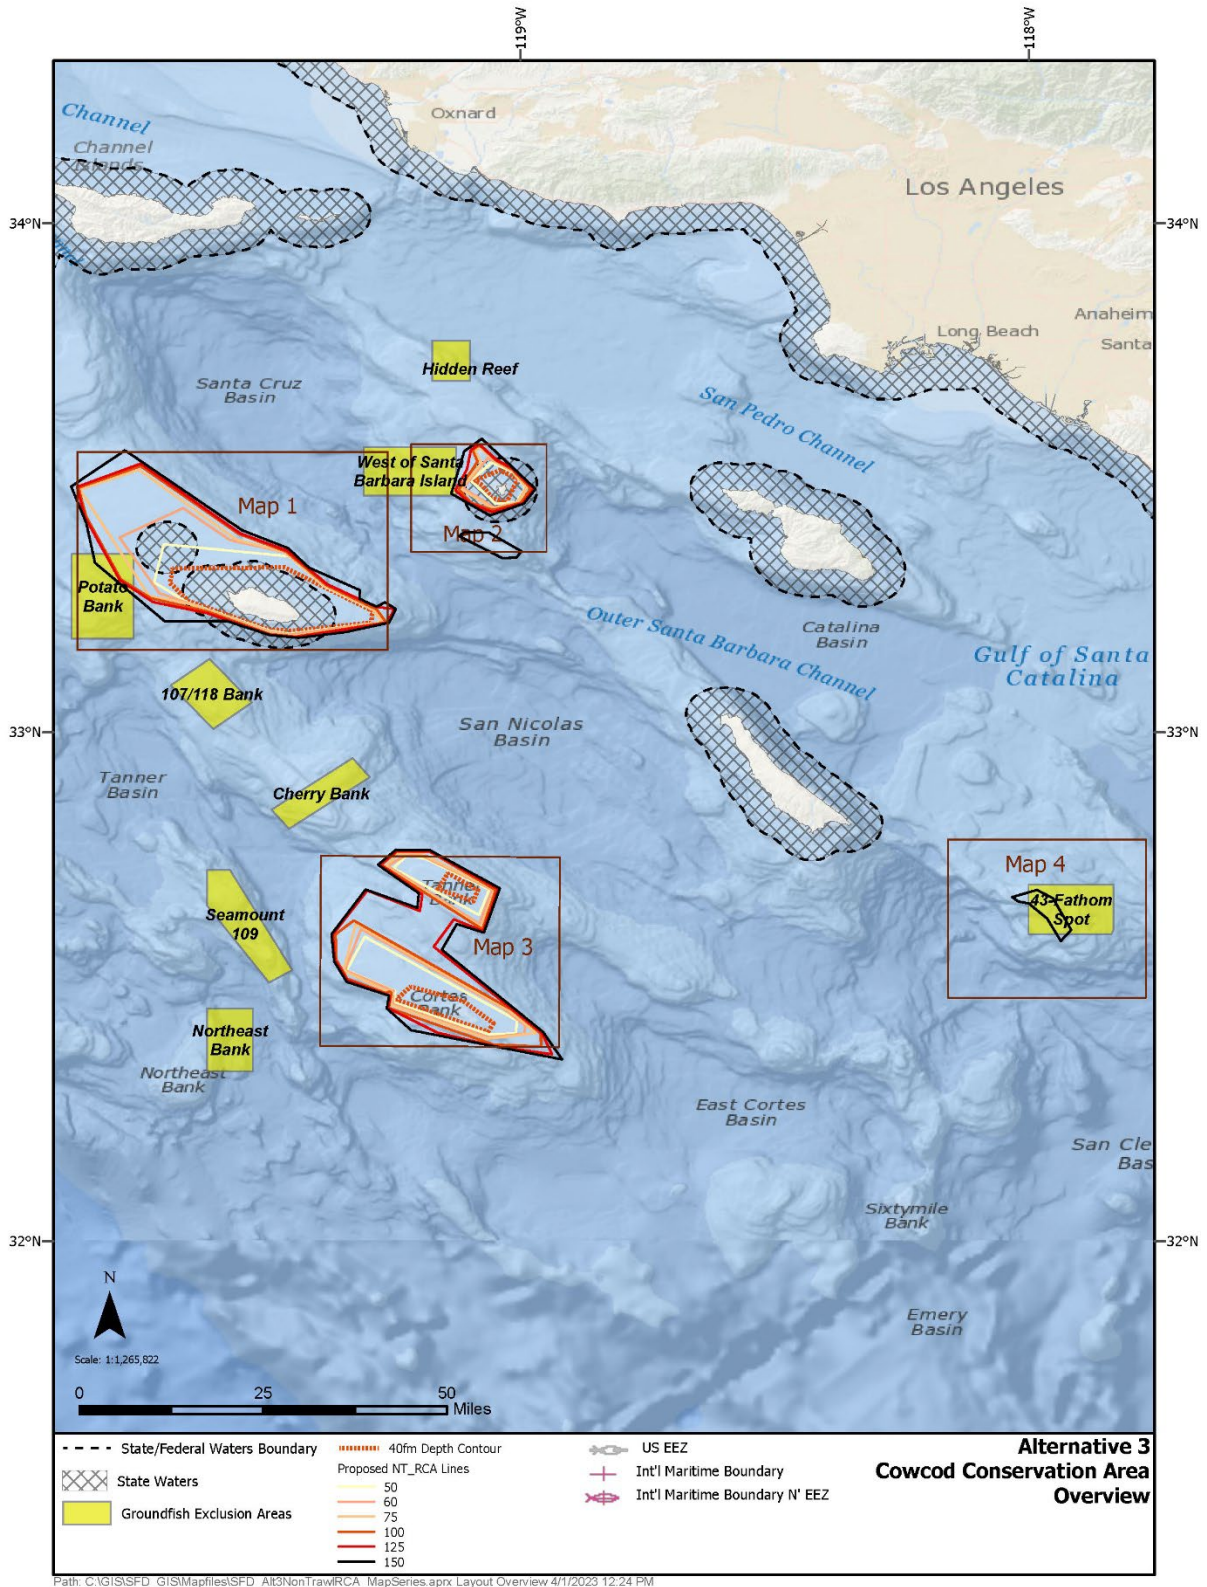 119°W
118°W
Oxnard
Channel
Channel
Islands
Los Angeles
34°N
34°N
Anaheim
Long Beach
Santa
Hidden Reef
Santa Cruz
Basin
San Pedro Channel
West of Santa
Barbara Island
Map 1
Map 2
Potato
Bank
Outer Santa Barbara Channel
Catalina
Basin
Gulf of Santa
Catalina
107/118 Bank
San Nicolas
Basin
33°N
33°N
Tanner
Basin
Cherry Bank
Map 4
Tanner
Bank
43-Fathom
Spot
Seamount
109
Map 3
Cortes
Bank
Northeast
Bank
Northeast
Bank
East Cortes
Basin
San Cle
Bas
Sixtymile
Bank
32°N
32°N
N
Emery
Basin
Scale: 1:1,265,822
0 25 50
Miles
State/Federal Waters Boundary
State Waters
Groundfish Exclusion Areas
40fm Depth Contour
Proposed NT_RCA Lines
50
60
75
100
125
150
US EEZ
Int'l Maritime Boundary
Int'l Maritime Boundary N' EEZ
Alternative 3
Cowcod Conservation Area
Overview
Path: C:\GIS\SFD_GIS\Mapfiles\SFD_Alt3NonTrawlRCA_MapSeries.aprx Layout Overview 4/1/2023 12:24 PM